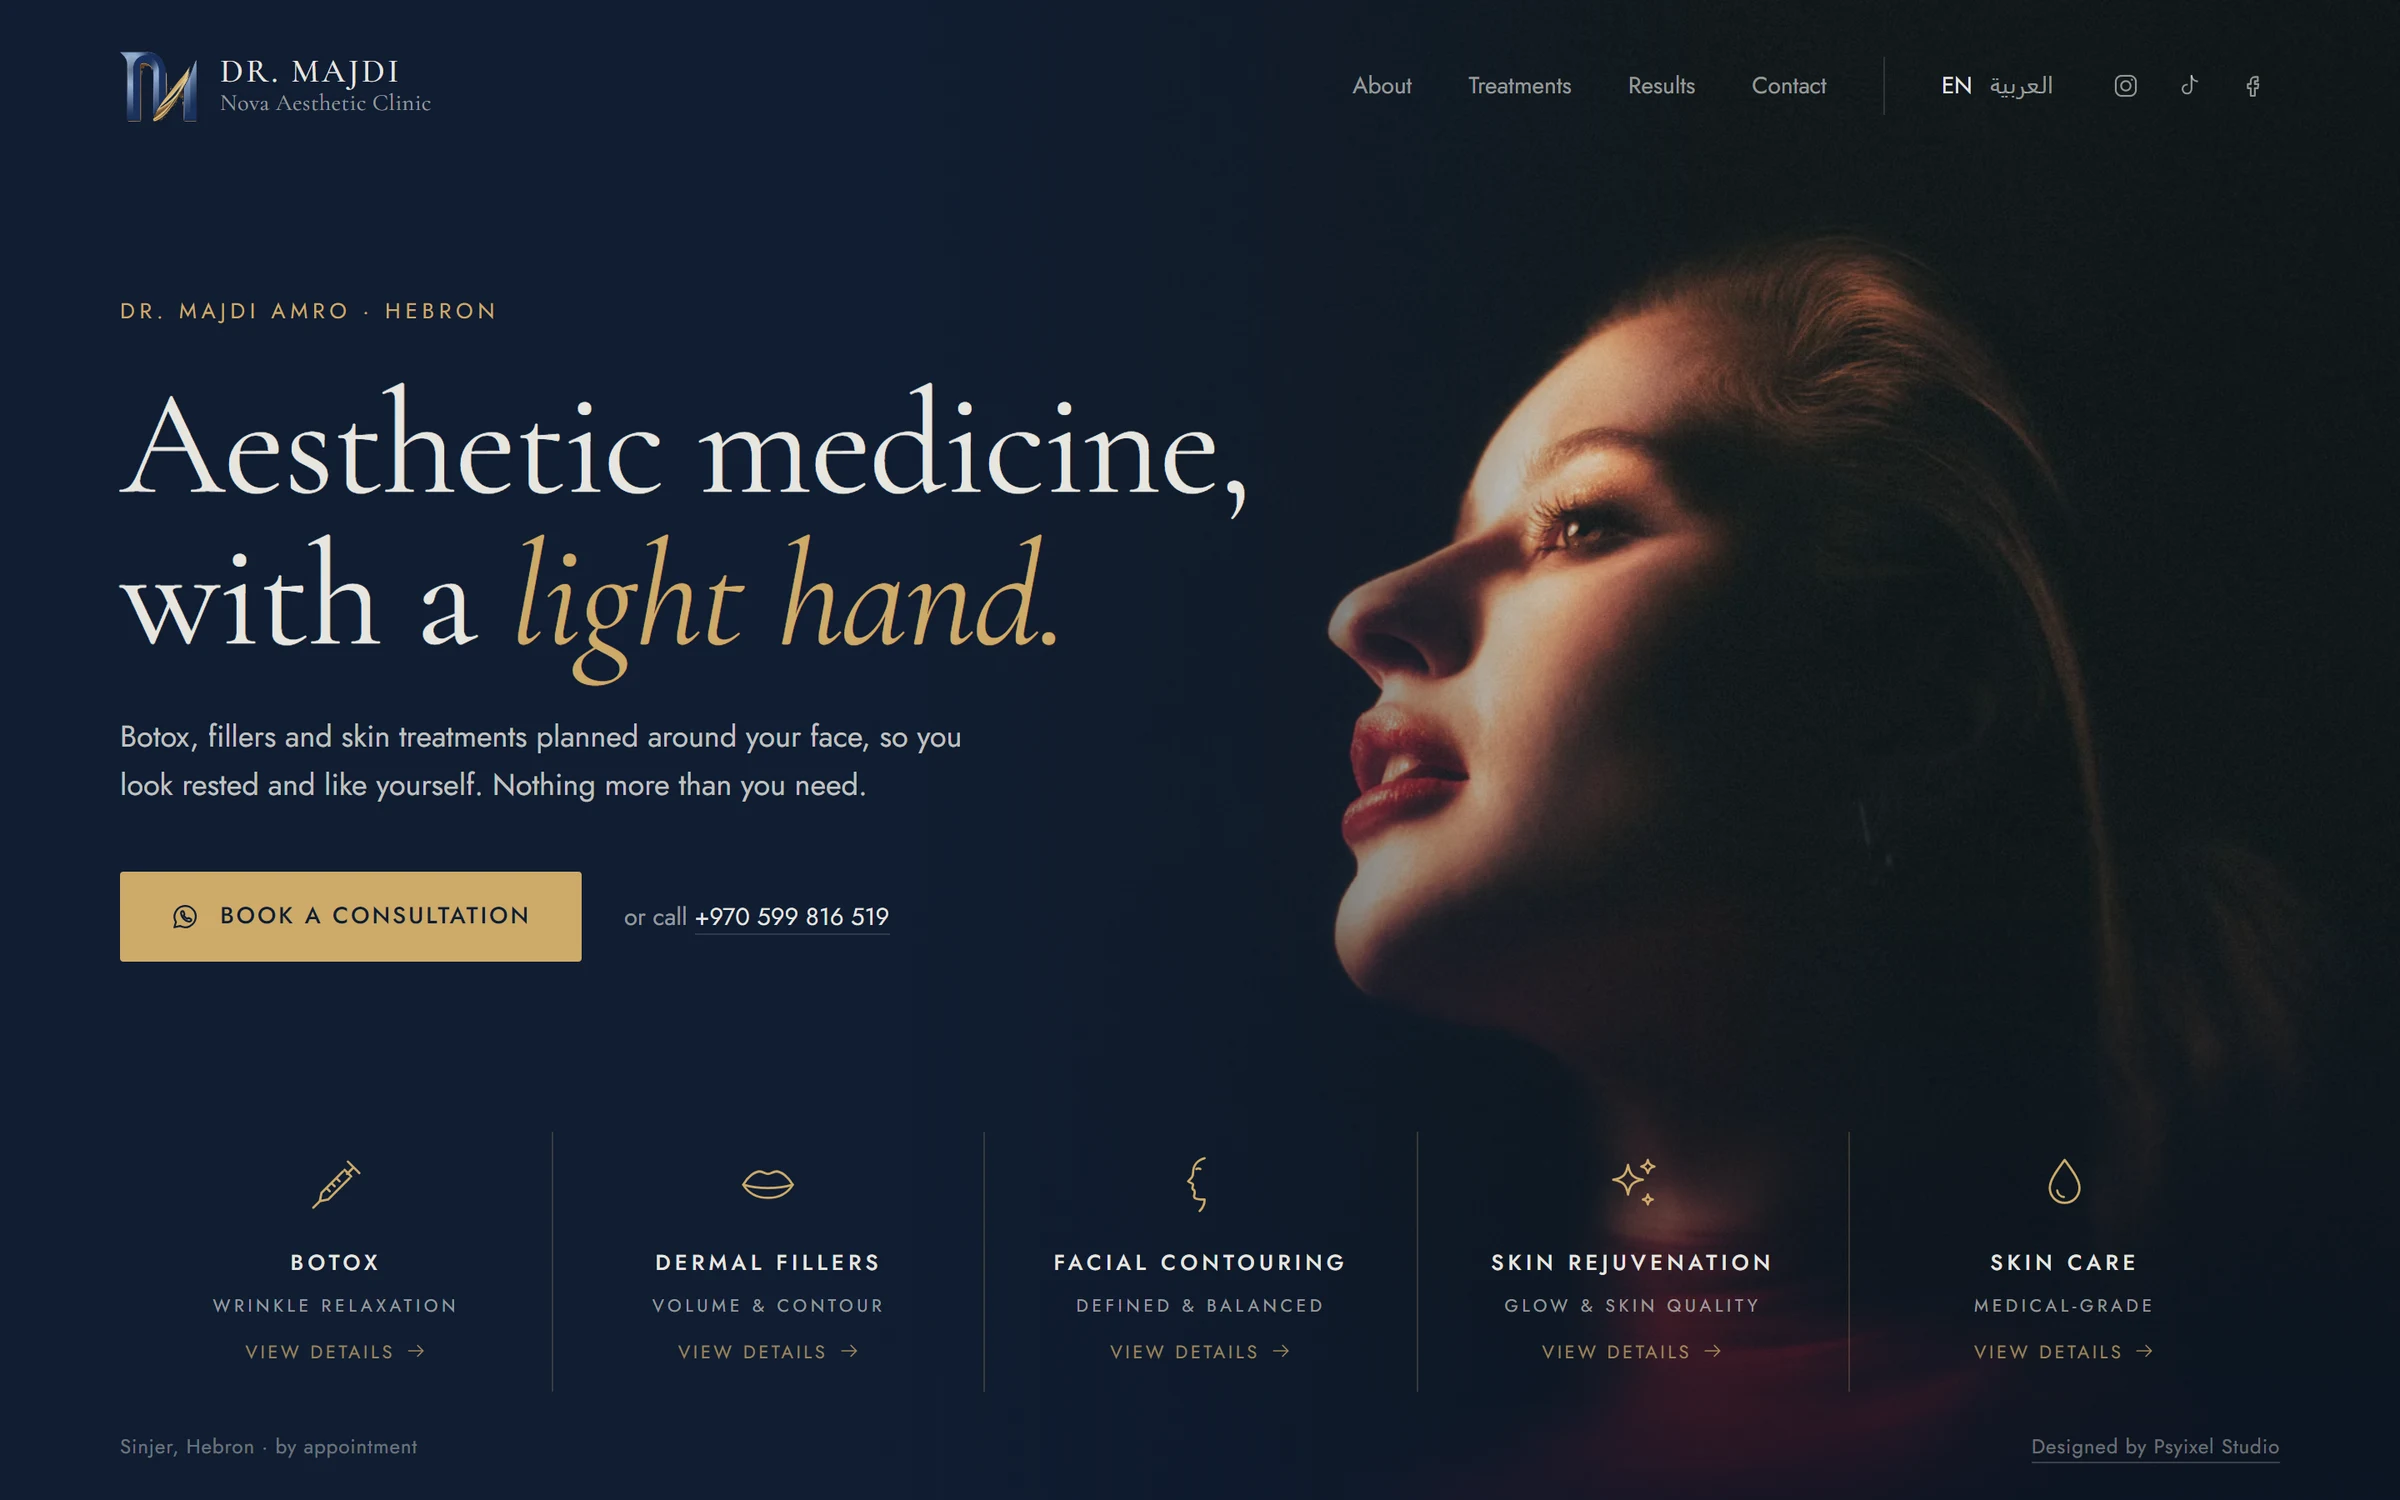 DR. MAJDI
Nova Aesthetic Clinic
About
Treatments
Results
Contact
EN
العربية
DR. MAJDI AMRO · HEBRON
Aesthetic medicine,
with a light hand.
Botox, fillers and skin treatments planned around your face, so you
look rested and like yourself. Nothing more than you need.
BOOK A CONSULTATION
or call +970 599 816 519
BOTOX
WRINKLE RELAXATION
VIEW DETAILS →
DERMAL FILLERS
VOLUME & CONTOUR
VIEW DETAILS →
FACIAL CONTOURING
DEFINED & BALANCED
VIEW DETAILS →
SKIN REJUVENATION
GLOW & SKIN QUALITY
VIEW DETAILS →
SKIN CARE
MEDICAL-GRADE
VIEW DETAILS →
Sinjer, Hebron · by appointment
Designed by Psyixel Studio